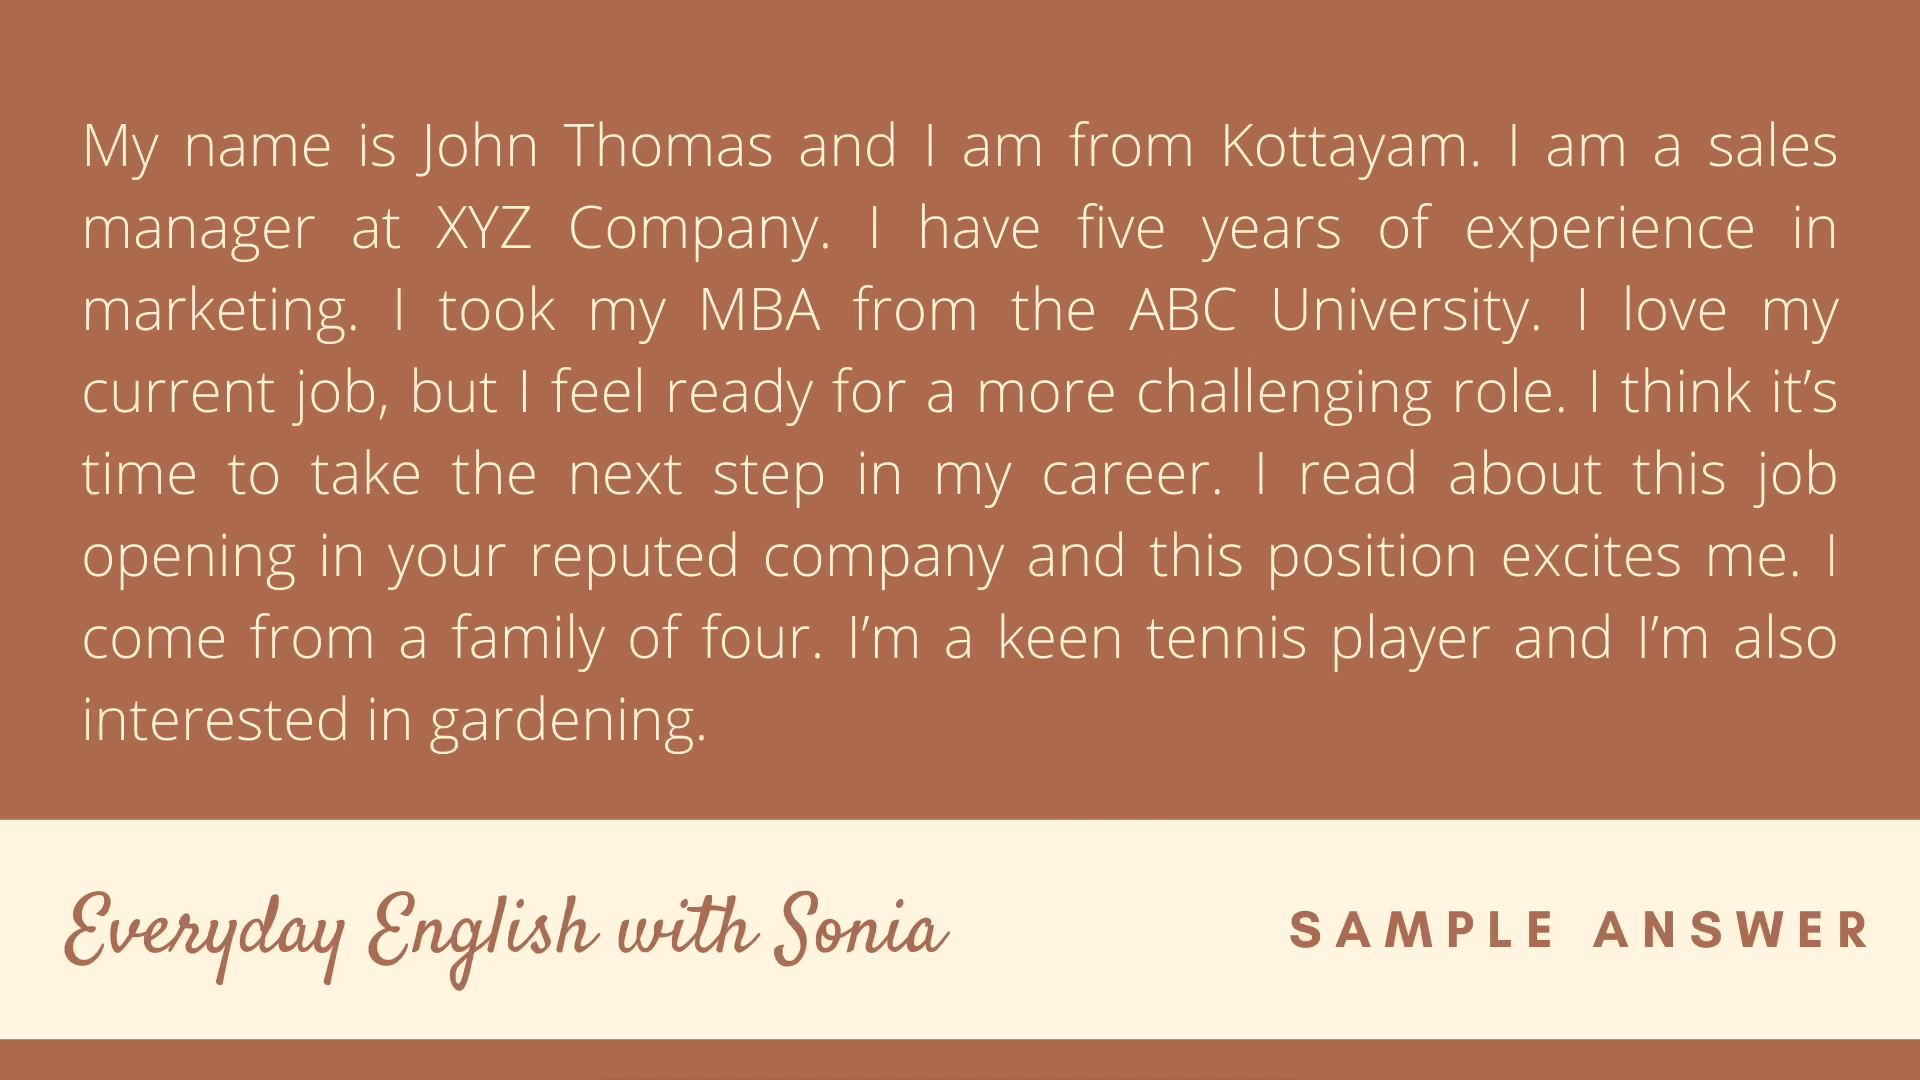 My name is John Thomas and I am from Kottayam. I am a sales
manager at XYZ Company. I have five years of experience in
marketing. I took my MBA from the ABC University. I love my
current job, but I feel ready for a more challenging role. I think it’s
time to take the next step in my career. I read about this job
opening in your reputed company and this position excites me. I
come from a family of four. I’m a keen tennis player and I’m also
interested in gardening.
Everyday English with Sonia
SAMPLE ANSWER